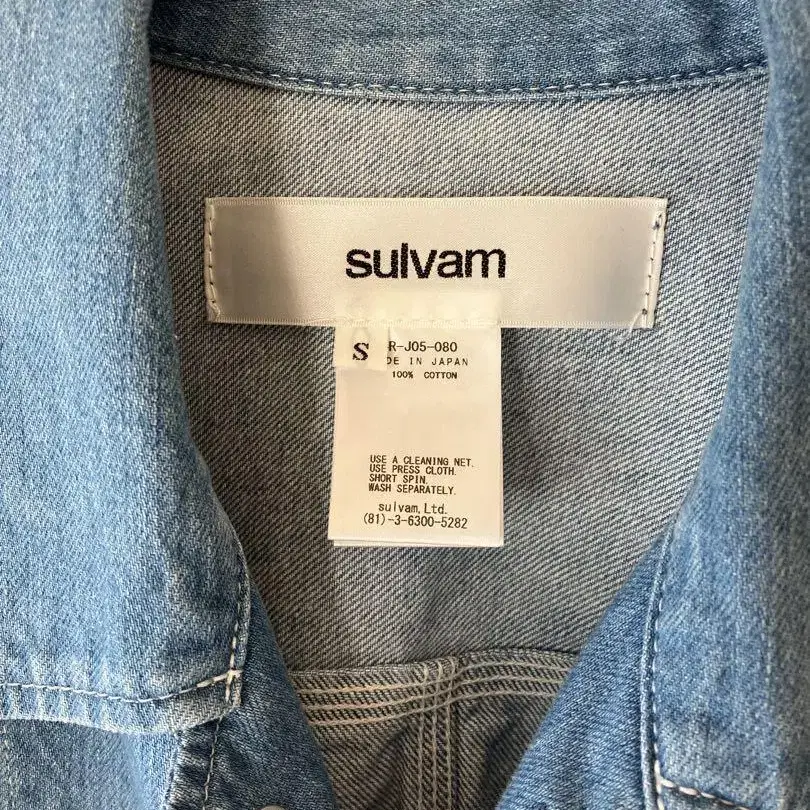 sulvam
S
R-J05-080
DE IN JAPAN
100% COTTON
USE A CLEANING NET.
USE PRESS CLOTH.
SHORT SPIN.
WASH SEPARATELY.
sulvam, Ltd.
(81)-3-6300-5282